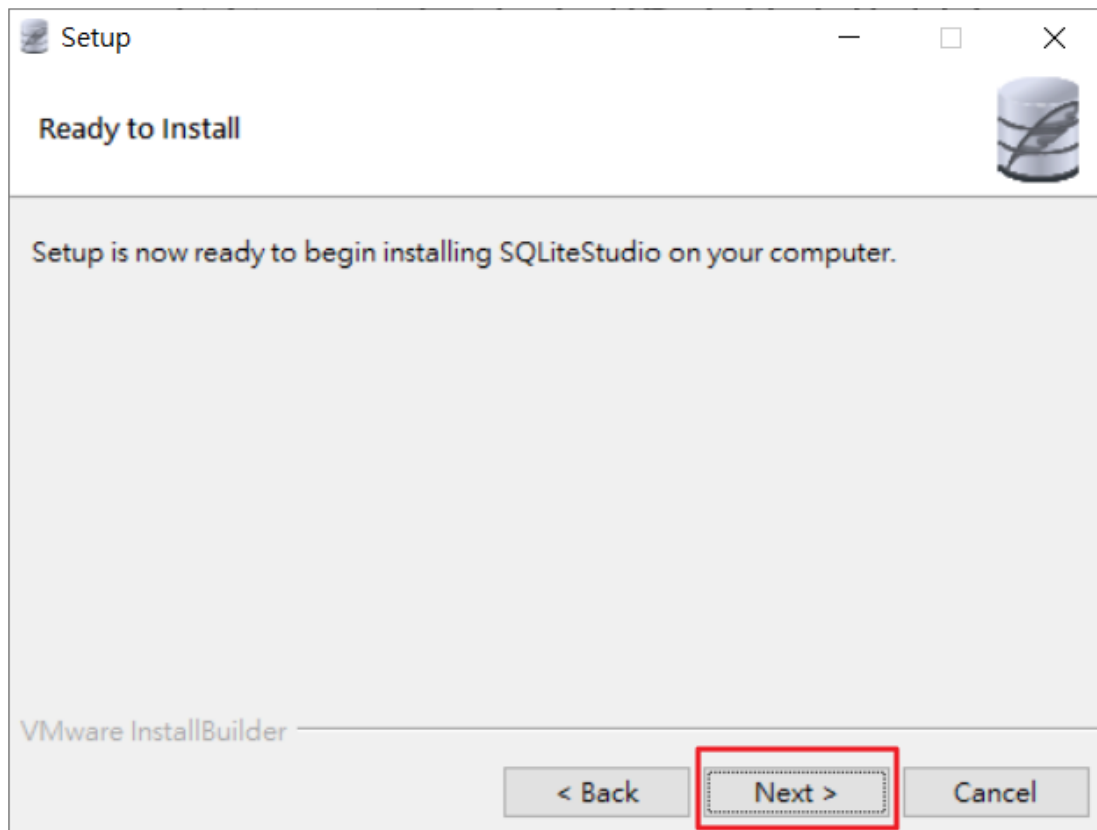 Setup
Ready to Install
Setup is now ready to begin installing SQLiteStudio on your computer.
VMware InstallBuilder
< Back Next > Cancel